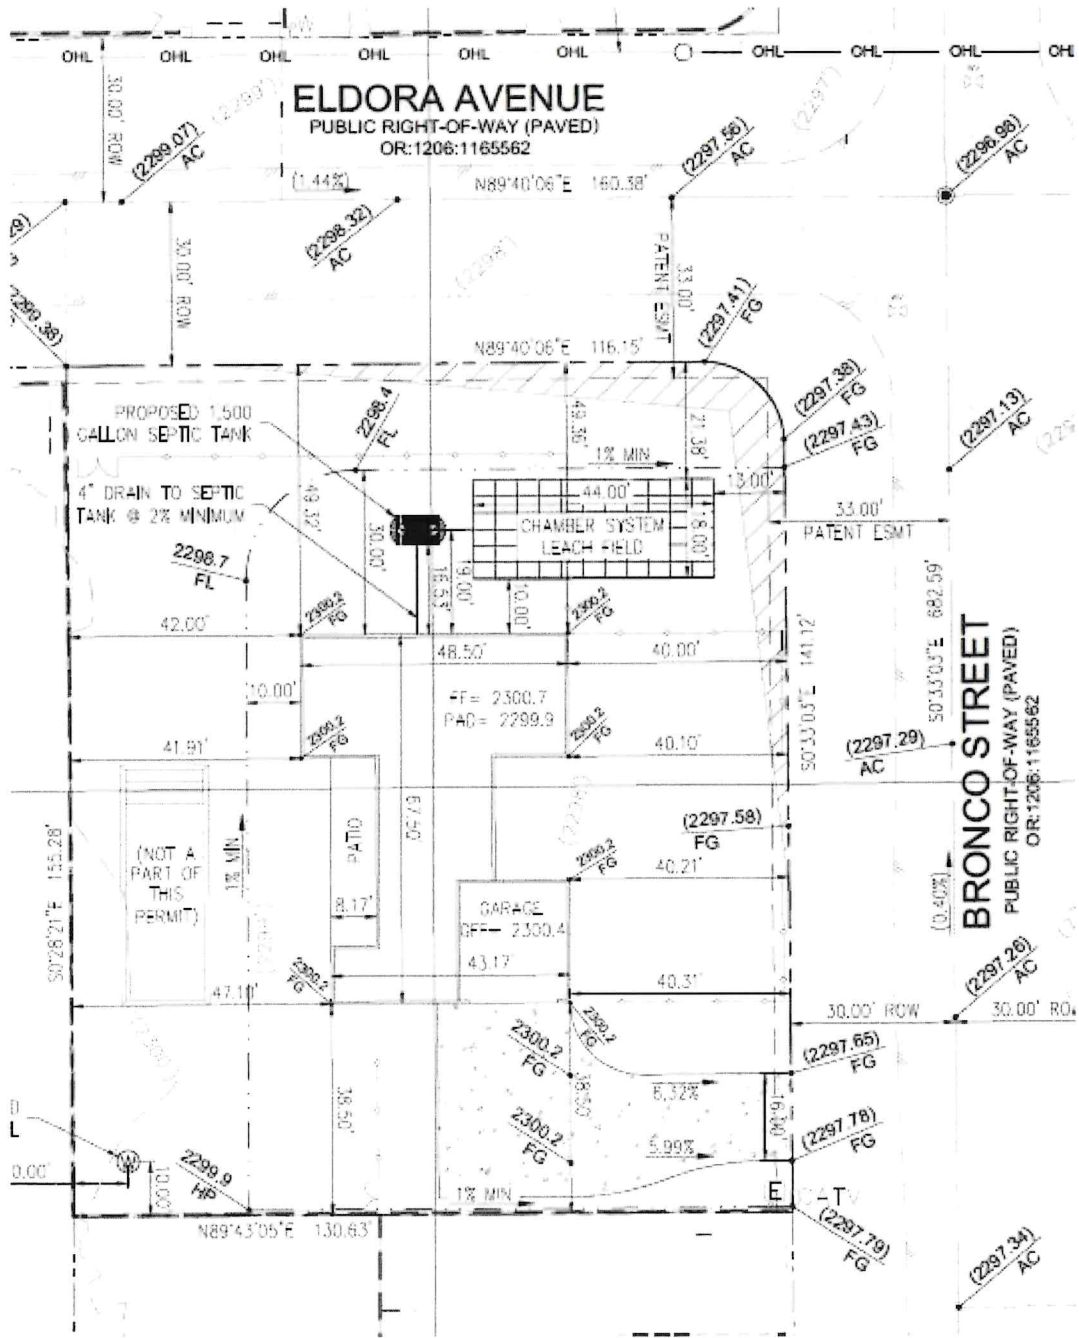 OHL OHL OHL OHL OHL OHL OHL
ELDORA AVENUE
PUBLIC RIGHT-OF-WAY (PAVED)
OR:1206:1165562
30.00' ROW
(2299')
(2297')
(2299.07)
AC
(2297.56)
AC
(2296.98)
AC
(1.44%)
N89°40'06"E 160.38'
(2298.32)
AC
(2298')
30.00' ROW
33.00'
PATENT ESMT
(2297.41)
FG
N89°40'06"E 116.15'
(2297.38)
FG
(2297.43)
FG
(2297.13)
AC
PROPOSED 1,500
GALLON SEPTIC TANK
2298.4
FL
49.36'
21.38'
1% MIN
13.00'
4" DRAIN TO SEPTIC
TANK @ 2% MINIMUM
49.32'
30.00'
44.00'
18.00'
CHAMBER SYSTEM
LEACH FIELD
33.00'
PATENT ESMT
2298.7
FL
16.53'
19.00'
10.00'
2300.2
FG
2300.2
FG
42.00'
48.50'
40.00'
S0°33'03"E 141.12'
S0°33'03"E 682.59'
BRONCO STREET
PUBLIC RIGHT-OF-WAY (PAVED)
OR:1206:1165562
10.00'
FF= 2300.7
PAD= 2299.9
2300.2
FG
2300.2
FG
41.91'
40.10'
(2297.29)
AC
67.50'
(2297.58)
FG
PATIO
(NOT A
PART OF
THIS
PERMIT)
1% MIN
S0°28'21"E 155.28'
2300.2
FG
40.21'
(0.40%)
8.17'
GARAGE
GFF= 2300.4
43.17'
2300.2
FG
47.10'
40.31'
(2297.26)
AC
30.00' ROW
2300.2
FG
2300.2
FG
38.50'
38.50'
6.32%
16.00'
(2297.65)
FG
2300.2
FG
5.99%
(2297.78)
FG
W
10.00'
2299.9
HP
1% MIN
E
CATV
N89°43'05"E 130.63'
(2297.79)
FG
(2297.34)
AC